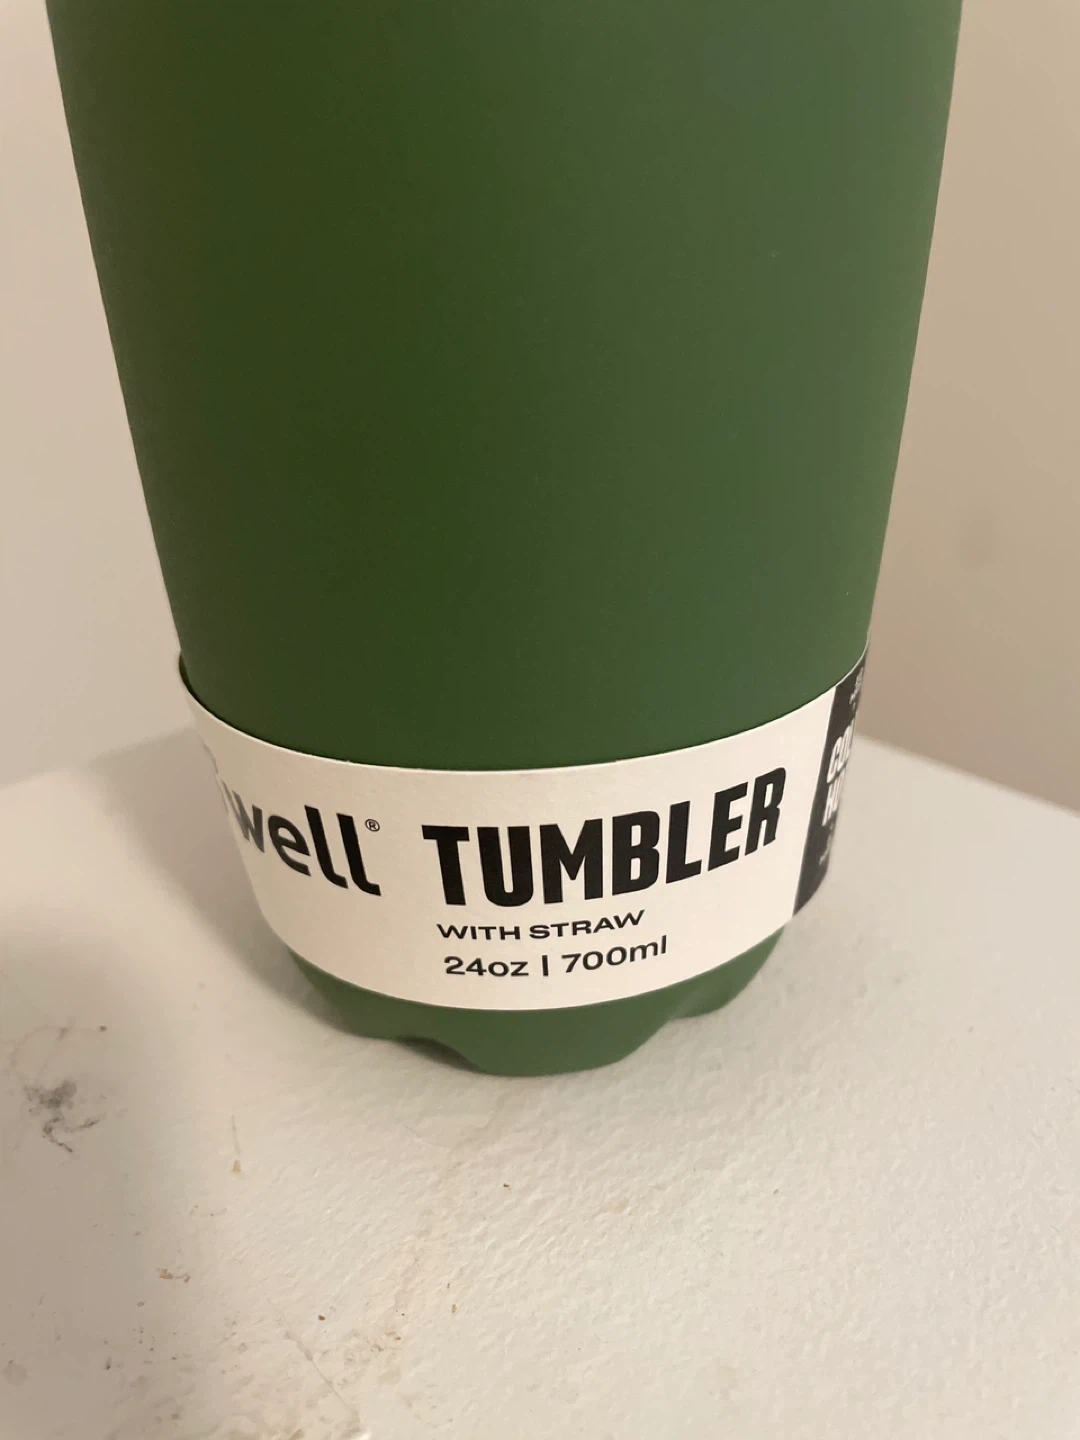 well® TUMBLER
WITH STRAW
24oz | 700ml